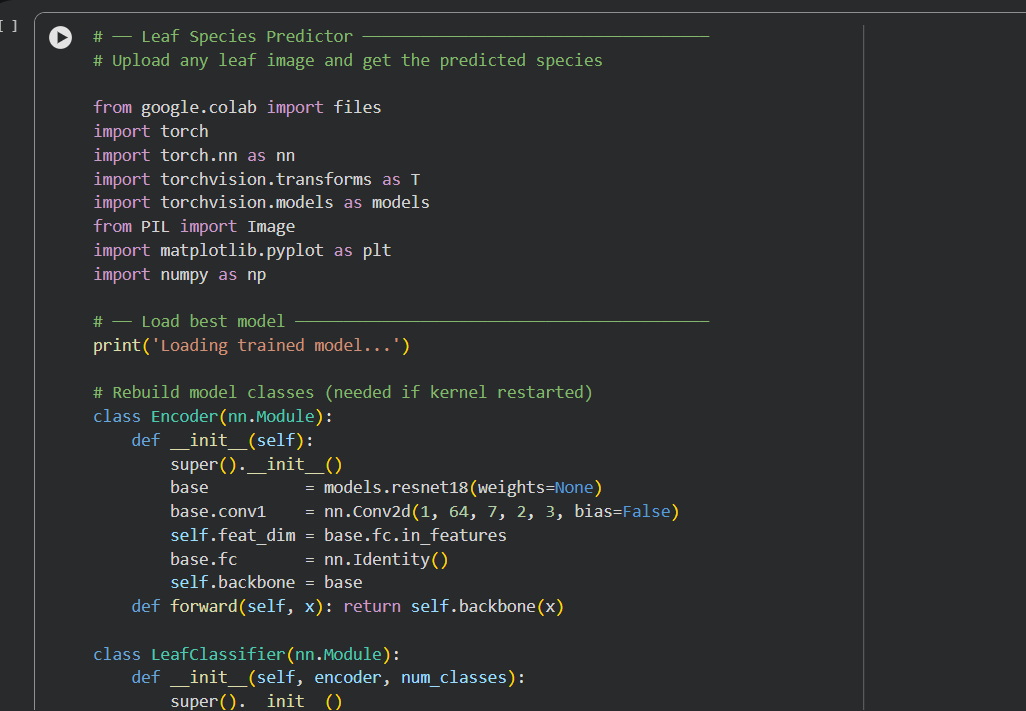 [ ]
# —— Leaf Species Predictor ————————————————————————————————————
# Upload any leaf image and get the predicted species
from google.colab import files
import torch
import torch.nn as nn
import torchvision.transforms as T
import torchvision.models as models
from PIL import Image
import matplotlib.pyplot as plt
import numpy as np
# —— Load best model ———————————————————————————————————————————
print('Loading trained model...')
# Rebuild model classes (needed if kernel restarted)
class Encoder(nn.Module):
    def __init__(self):
        super().__init__()
        base          = models.resnet18(weights=None)
        base.conv1    = nn.Conv2d(1, 64, 7, 2, 3, bias=False)
        self.feat_dim = base.fc.in_features
        base.fc       = nn.Identity()
        self.backbone = base
    def forward(self, x): return self.backbone(x)
class LeafClassifier(nn.Module):
    def __init__(self, encoder, num_classes):
        super().__init__()